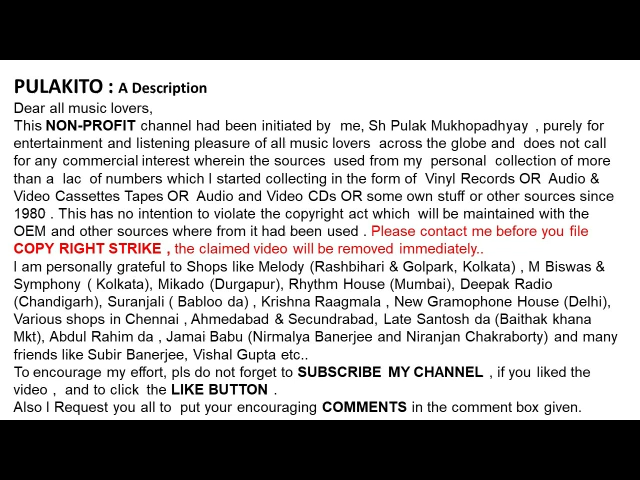 PULAKITO : A Description
Dear all music lovers,
This NON-PROFIT channel had been initiated by me, Sh Pulak Mukhopadhyay , purely for
entertainment and listening pleasure of all music lovers across the globe and does not call
for any commercial interest wherein the sources used from my personal collection of more
than a lac of numbers which I started collecting in the form of Vinyl Records OR Audio &
Video Cassettes Tapes OR Audio and Video CDs OR some own stuff or other sources since
1980 . This has no intention to violate the copyright act which will be maintained with the
OEM and other sources where from it had been used . Please contact me before you file
COPY RIGHT STRIKE , the claimed video will be removed immediately..
I am personally grateful to Shops like Melody (Rashbihari & Golpark, Kolkata) , M Biswas &
Symphony ( Kolkata), Mikado (Durgapur), Rhythm House (Mumbai), Deepak Radio
(Chandigarh), Suranjali ( Babloo da) , Krishna Raagmala , New Gramophone House (Delhi),
Various shops in Chennai , Ahmedabad & Secundrabad, Late Santosh da (Baithak khana
Mkt), Abdul Rahim da , Jamai Babu (Nirmalya Banerjee and Niranjan Chakraborty) and many
friends like Subir Banerjee, Vishal Gupta etc..
To encourage my effort, pls do not forget to SUBSCRIBE MY CHANNEL , if you liked the
video , and to click the LIKE BUTTON .
Also I Request you all to put your encouraging COMMENTS in the comment box given.